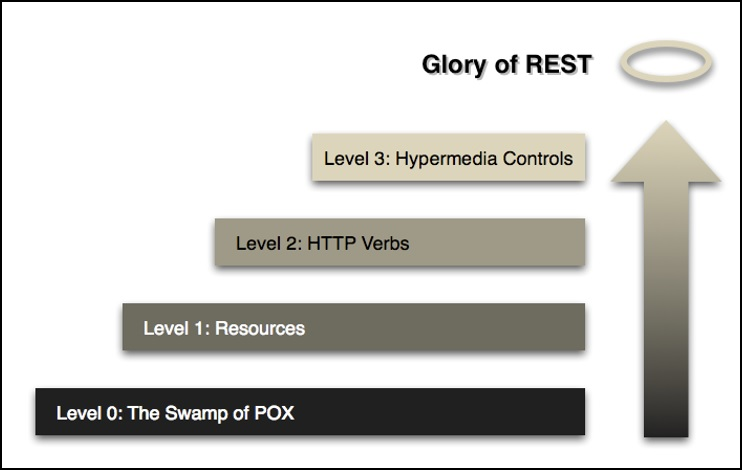 Glory of REST
Level 3: Hypermedia Controls
Level 2: HTTP Verbs
Level 1: Resources
Level 0: The Swamp of POX